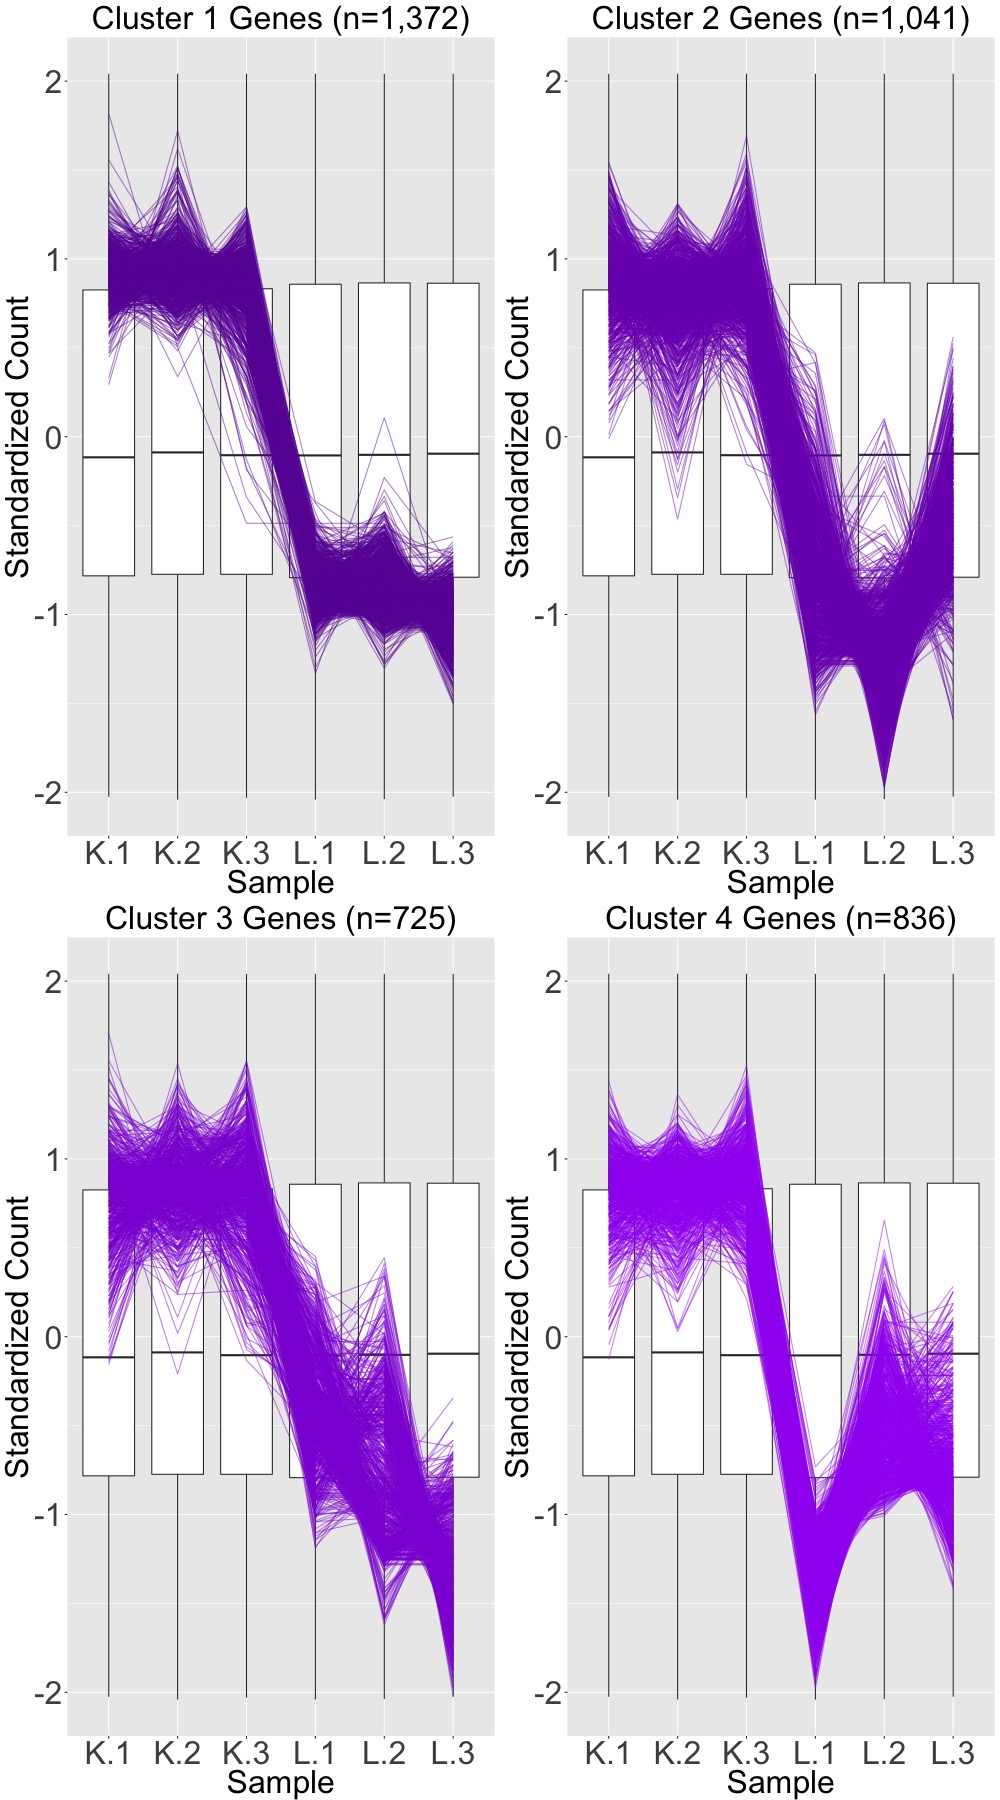 Cluster 1 Genes (n=1,372)
2
1
0
-1
-2
Standardized Count
K.1 K.2 K.3 L.1 L.2 L.3
Sample
Cluster 2 Genes (n=1,041)
2
1
0
-1
-2
Standardized Count
K.1 K.2 K.3 L.1 L.2 L.3
Sample
Cluster 3 Genes (n=725)
2
1
0
-1
-2
Standardized Count
K.1 K.2 K.3 L.1 L.2 L.3
Sample
Cluster 4 Genes (n=836)
2
1
0
-1
-2
Standardized Count
K.1 K.2 K.3 L.1 L.2 L.3
Sample